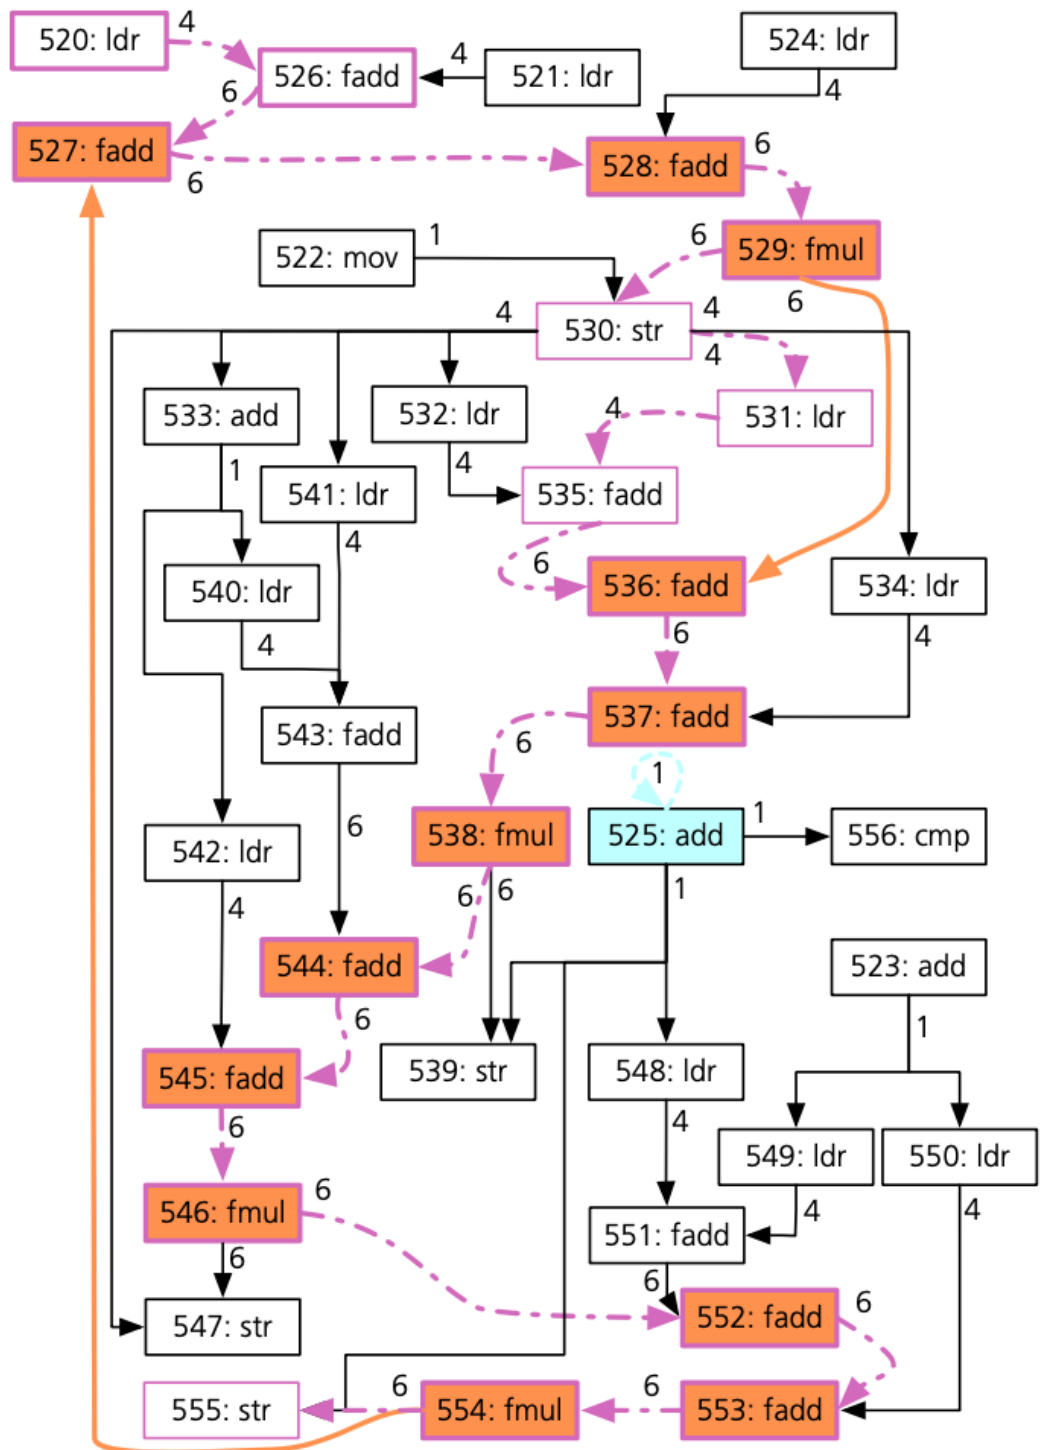 520: ldr
4
524: ldr
526: fadd
4
521: ldr
6
4
527: fadd
6
528: fadd
6
522: mov
1
6
529: fmul
6
4
530: str
4
4
533: add
532: ldr
4
531: ldr
1
541: ldr
4
535: fadd
4
540: ldr
6
536: fadd
534: ldr
4
6
4
543: fadd
6
537: fadd
1
6
538: fmul
525: add
1
556: cmp
542: ldr
4
6
6
1
544: fadd
523: add
6
1
545: fadd
539: str
548: ldr
6
4
549: ldr
550: ldr
546: fmul
6
551: fadd
4
4
6
6
547: str
552: fadd
6
555: str
6
554: fmul
6
553: fadd